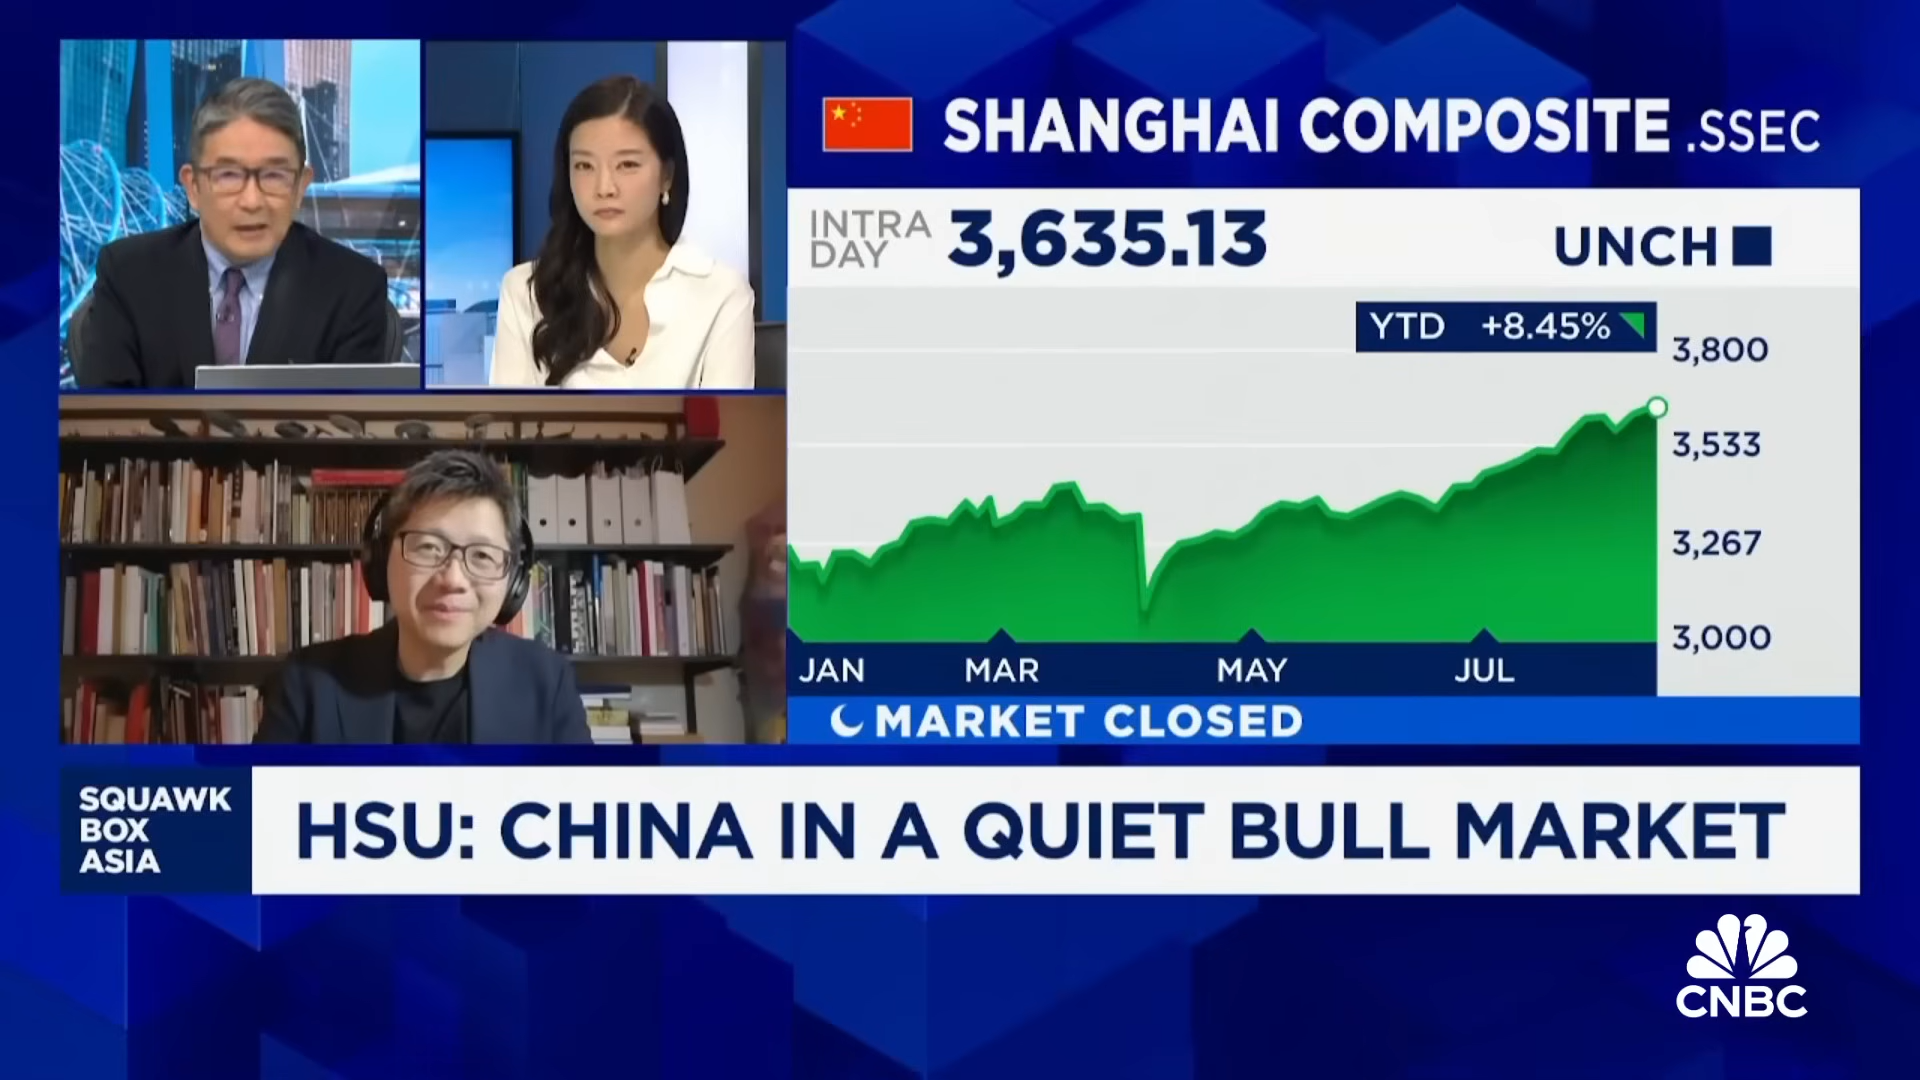 SHANGHAI COMPOSITE .SSEC
INTRA
DAY
3,635.13
UNCH
YTD +8.45%
3,800
3,533
3,267
3,000
JAN MAR MAY JUL
MARKET CLOSED
SQUAWK
BOX
ASIA
HSU: CHINA IN A QUIET BULL MARKET
CNBC